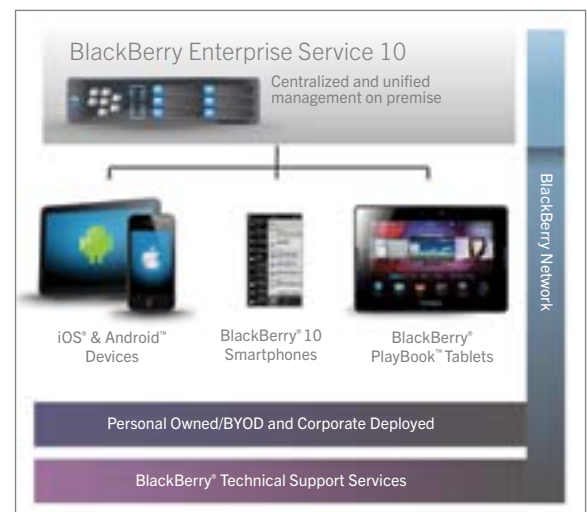 BlackBerry Enterprise Service 10
Centralized and unified
management on premise
BlackBerry Network
iOS® & Android™
Devices
BlackBerry® 10
Smartphones
BlackBerry®
PlayBook™ Tablets
Personal Owned/BYOD and Corporate Deployed
BlackBerry® Technical Support Services